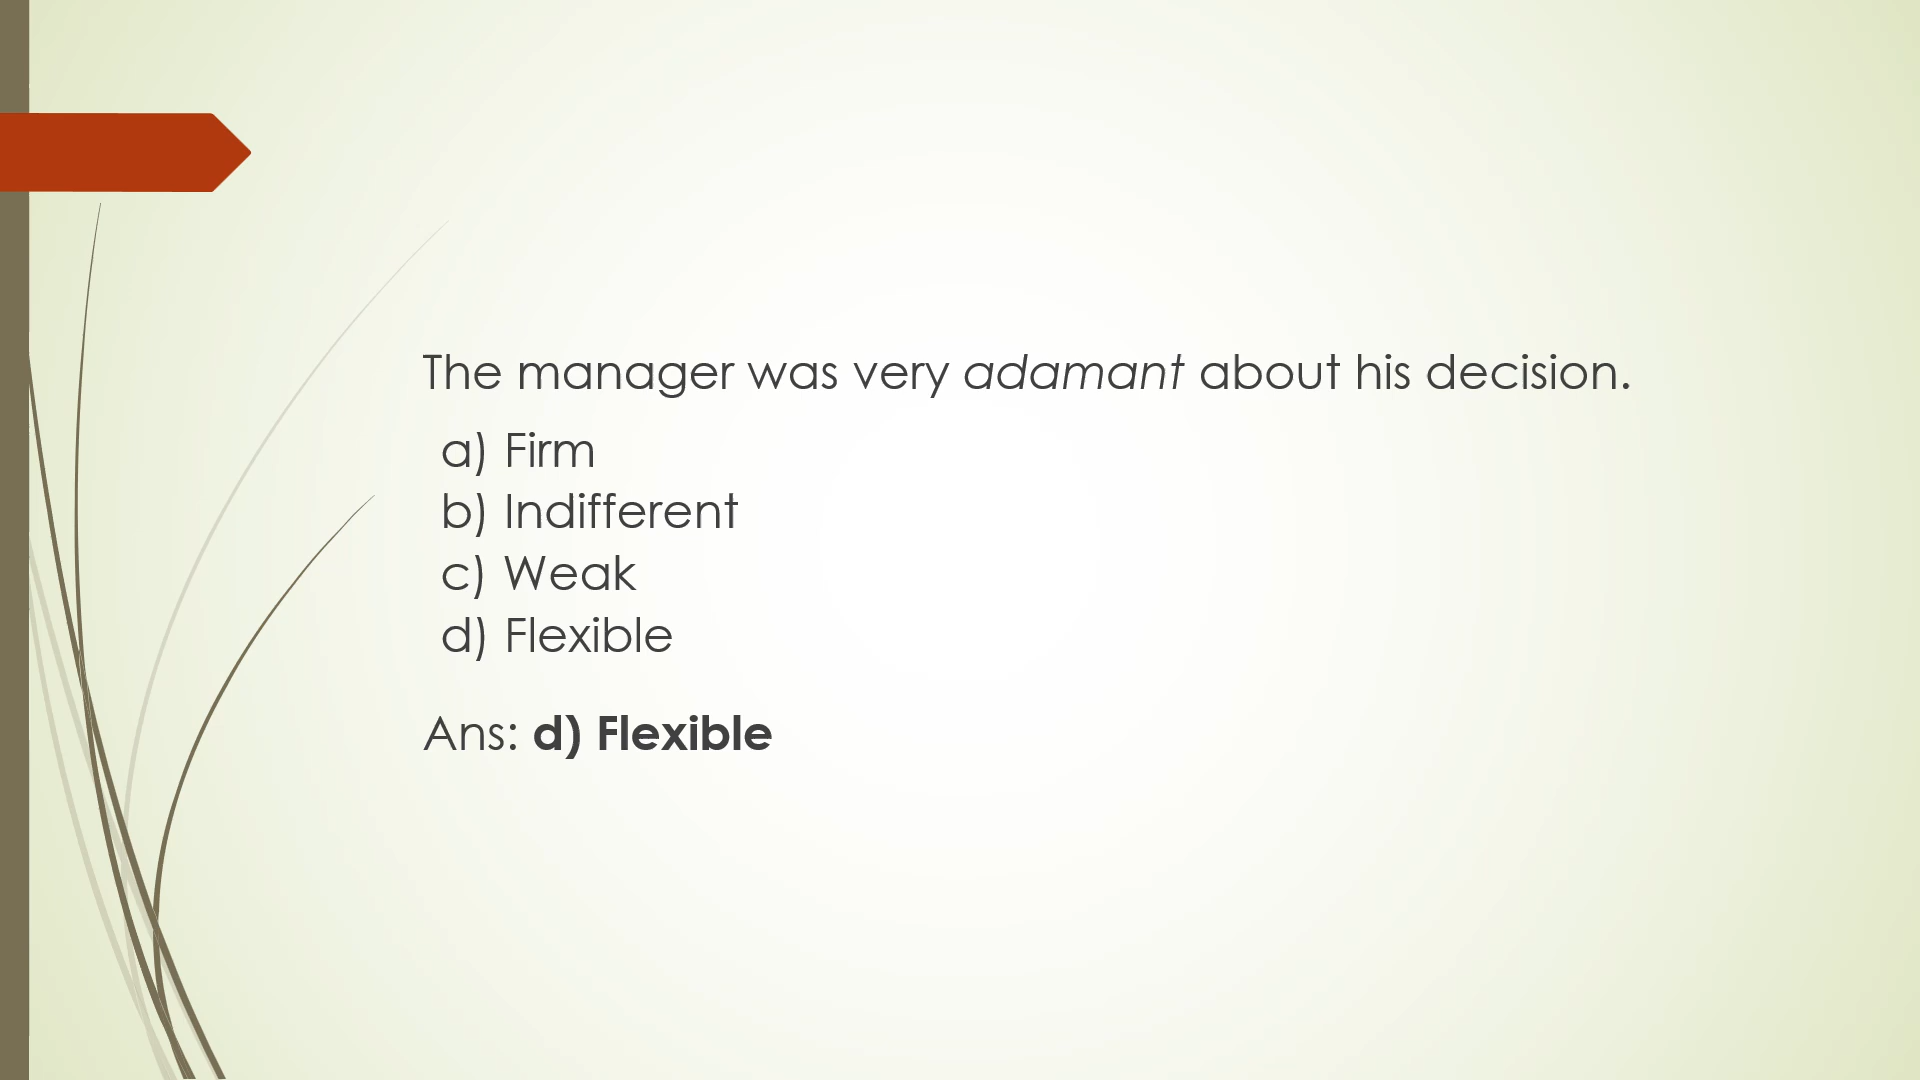 The manager was very adamant about his decision.
a) Firm
b) Indifferent
c) Weak
d) Flexible
Ans: d) Flexible